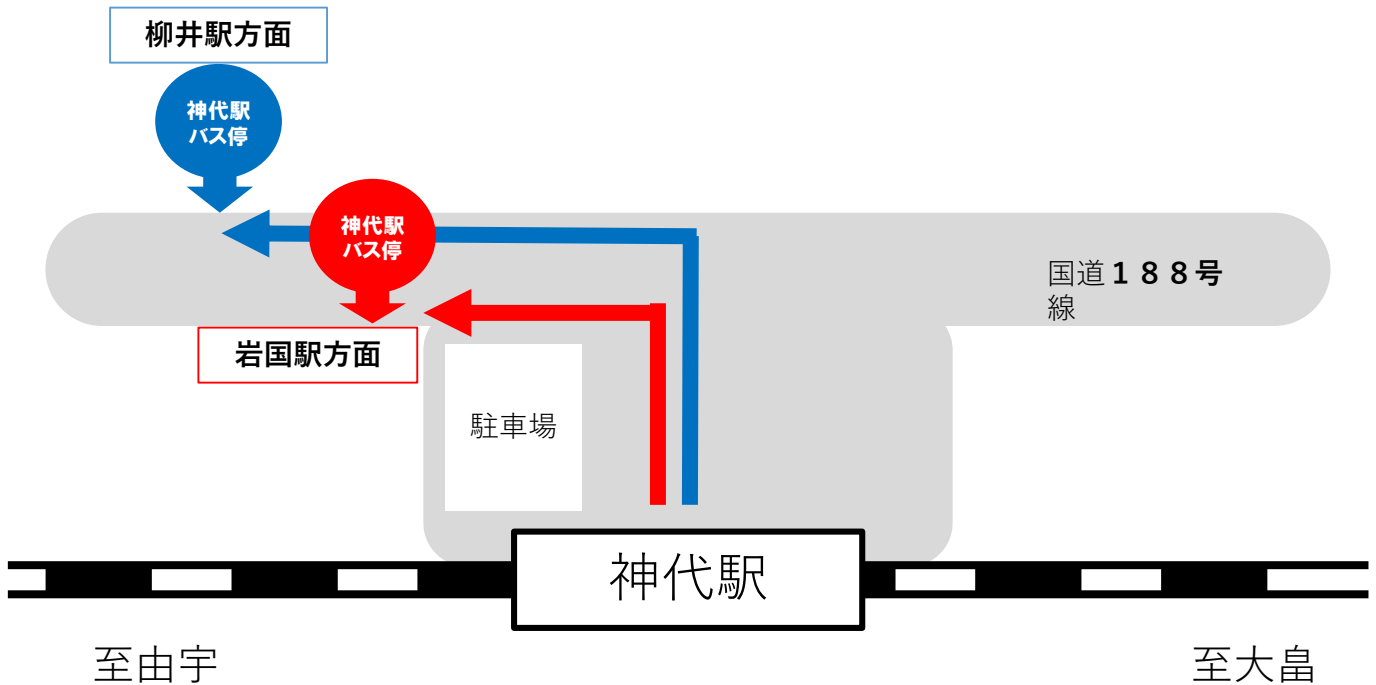 柳井駅方面
神代駅
バス停
神代駅
バス停
国道１８８号
線
岩国駅方面
駐車場
神代駅
至由宇
至大畠